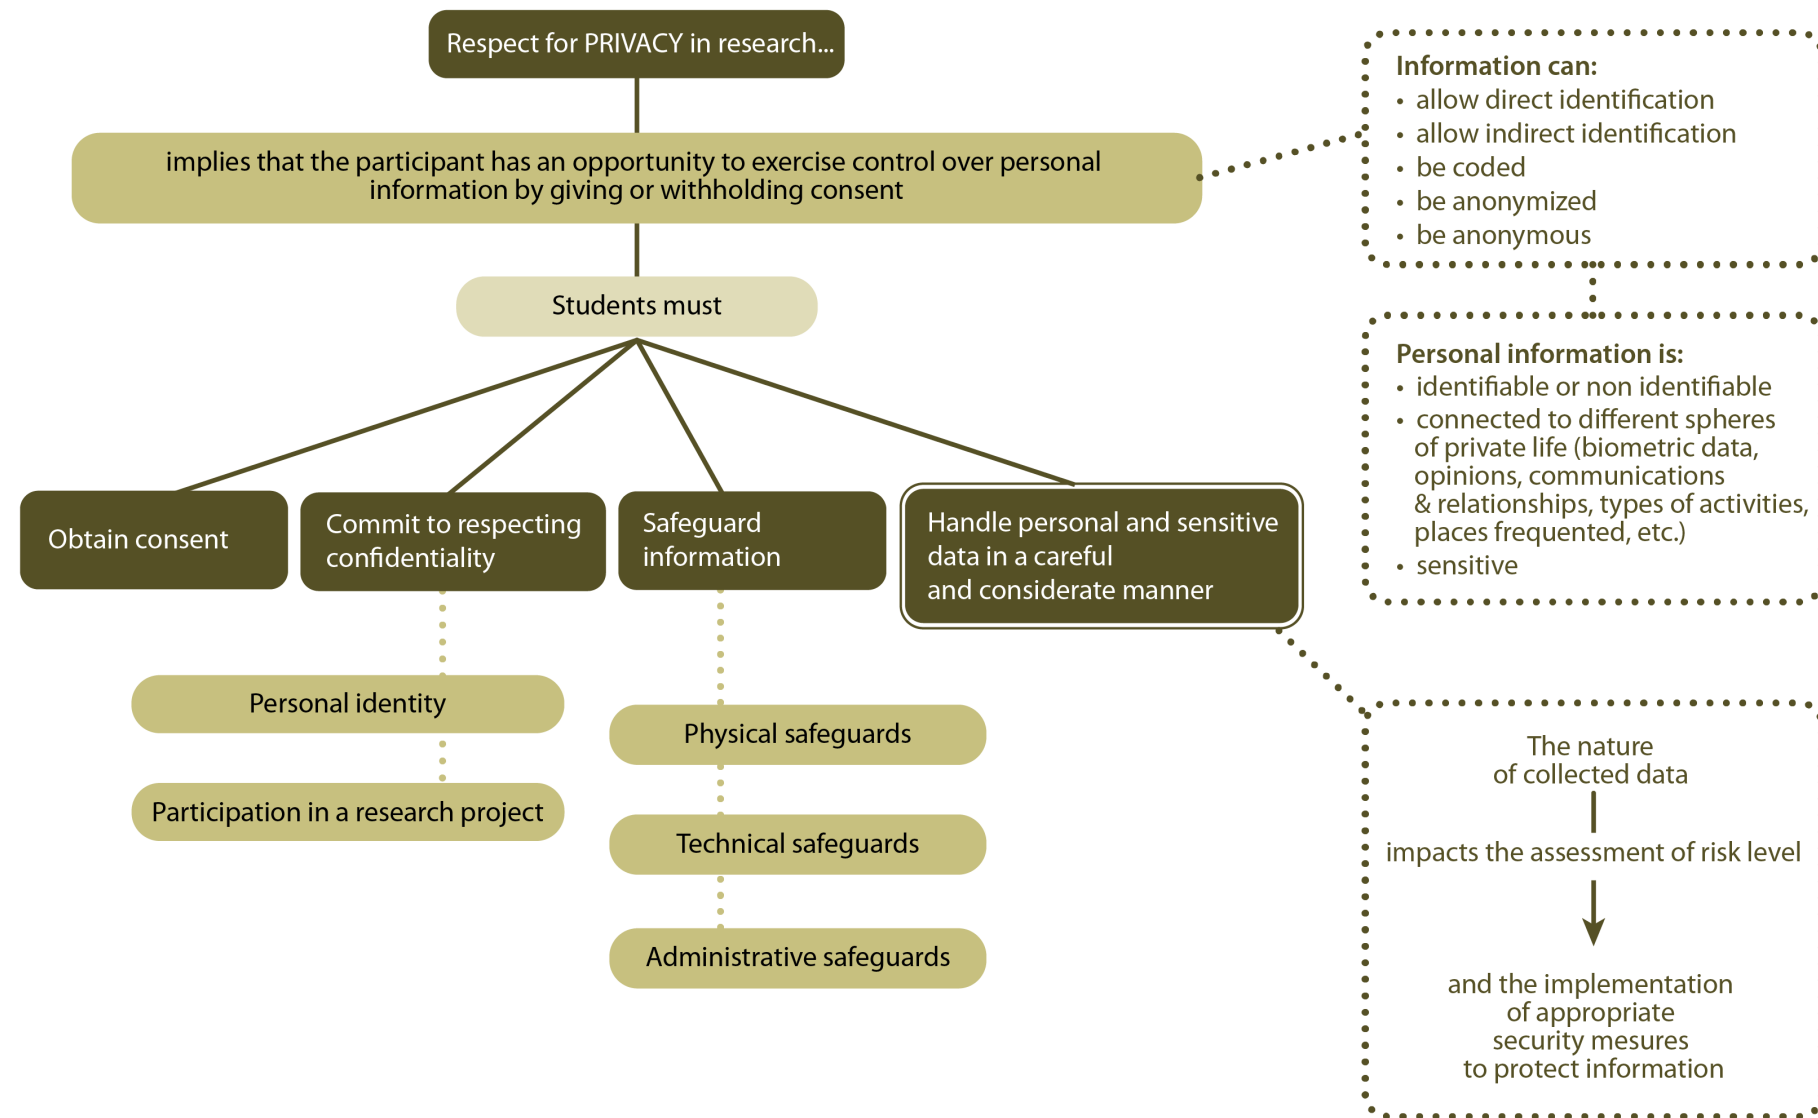 Respect for PRIVACY in research...
implies that the participant has an opportunity to exercise control over personal
information by giving or withholding consent
Students must
Obtain consent
Commit to respecting
confidentiality
Safeguard
information
Handle personal and sensitive
data in a careful
and considerate manner
Personal identity
Participation in a research project
Physical safeguards
Technical safeguards
Administrative safeguards
Information can:
• allow direct identification
• allow indirect identification
• be coded
• be anonymized
• be anonymous
Personal information is:
• identifiable or non identifiable
• connected to different spheres
of private life (biometric data,
opinions, communications
& relationships, types of activities,
places frequented, etc.)
• sensitive
The nature
of collected data
impacts the assessment of risk level
and the implementation
of appropriate
security mesures
to protect information